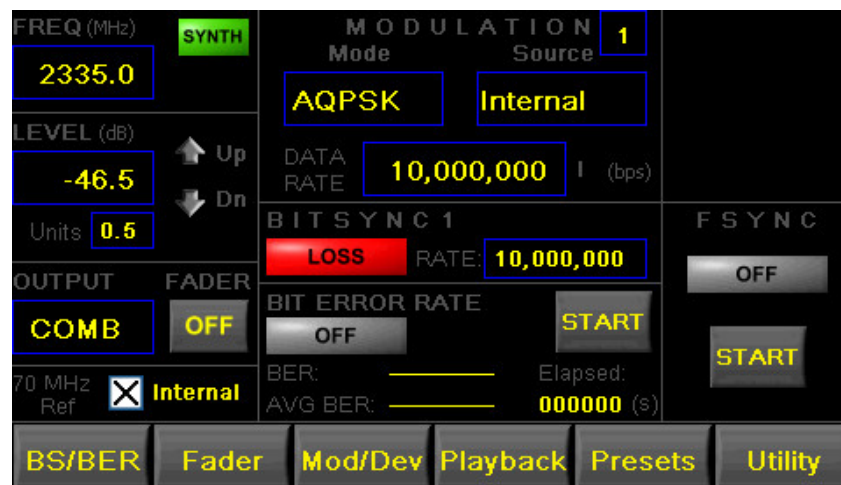 FREQ (MHz)
SYNTH
2335.0
LEVEL (dB)
-46.5
Up
Dn
Units 0.5
OUTPUT FADER
COMB OFF
70 MHz
Ref
Internal
MODULATION 1
Mode Source
AQPSK Internal
DATA
RATE
10,000,000 I (bps)
BITSYNC1
LOSS RATE: 10,000,000
BIT ERROR RATE
OFF START
BER: Elapsed:
AVG BER: 000000 (s)
FSYNC
OFF
START
BS/BER Fader Mod/Dev Playback Presets Utility